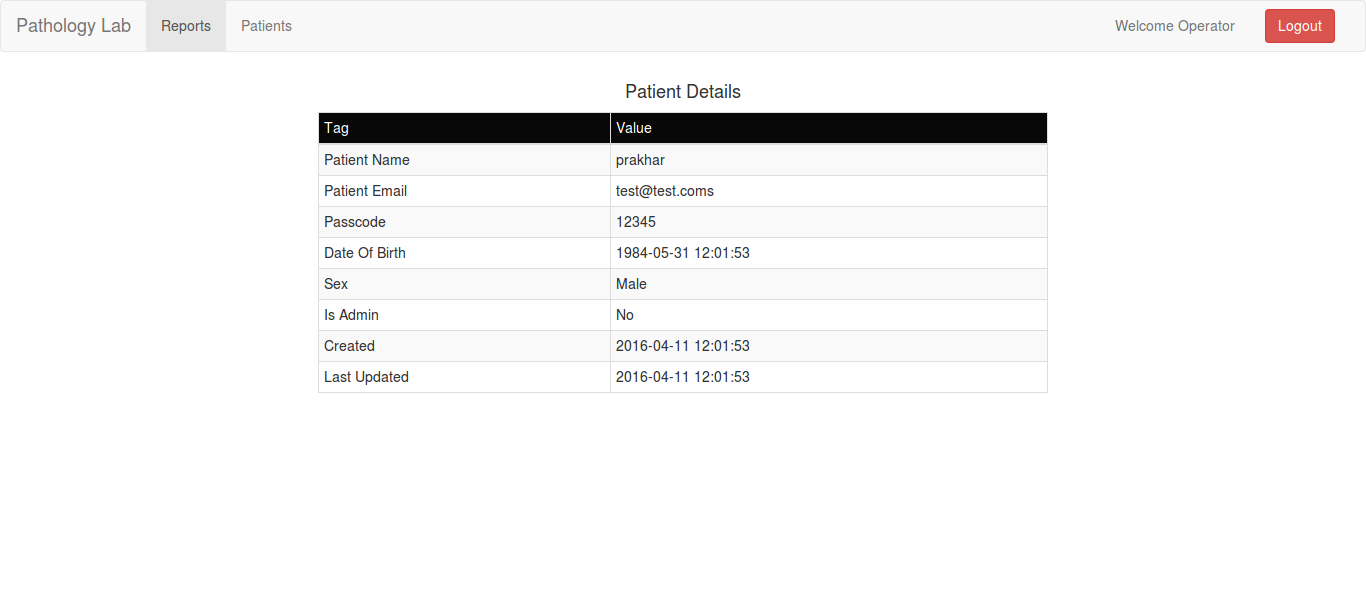 Pathology Lab Reports Patients Welcome Operator Logout
Patient Details
Tag Value
Patient Name prakhar
Patient Email test@test.coms
Passcode 12345
Date Of Birth 1984-05-31 12:01:53
Sex Male
Is Admin No
Created 2016-04-11 12:01:53
Last Updated 2016-04-11 12:01:53